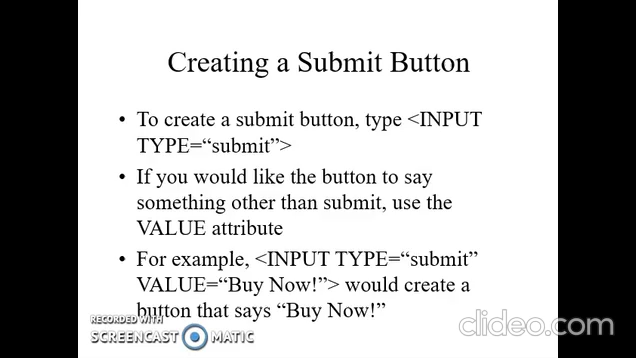 Creating a Submit Button
• To create a submit button, type <INPUT
TYPE=“submit”>
• If you would like the button to say
something other than submit, use the
VALUE attribute
• For example, <INPUT TYPE=“submit”
VALUE=“Buy Now!”> would create a
button that says “Buy Now!”
RECORDED WITH
SCREENCAST MATIC
clideo.com